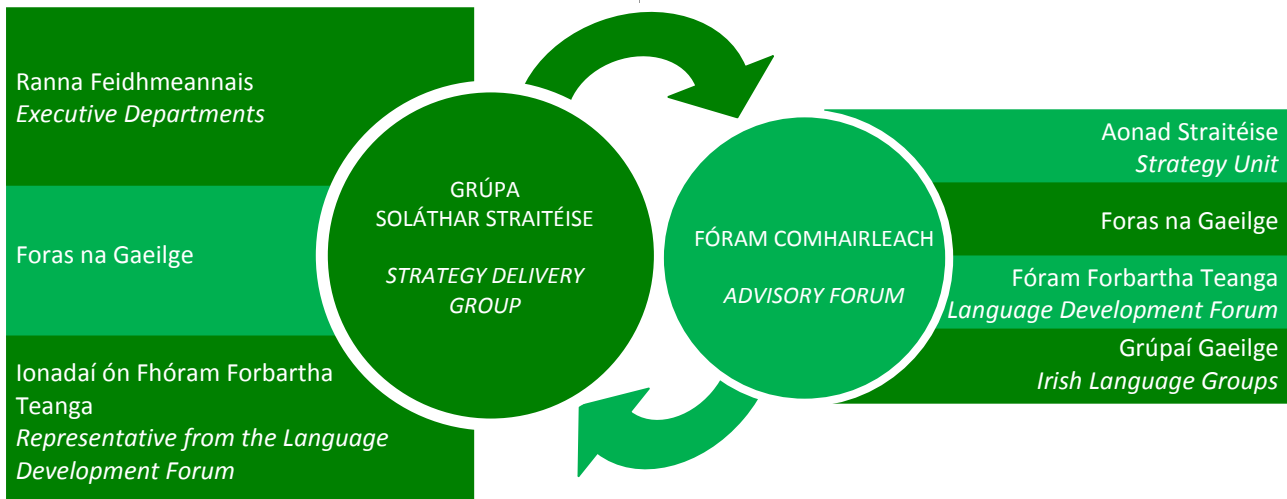 Ranna Feidhmeannais
Executive Departments
Foras na Gaeilge
Ionadaí ón Fhóram Forbartha
Teanga
Representative from the Language
Development Forum
GRÚPA
SOLÁTHAR STRAITÉISE
STRATEGY DELIVERY
GROUP
FÓRAM COMHAIRLEACH
ADVISORY FORUM
Aonad Straitéise
Strategy Unit
Foras na Gaeilge
Fóram Forbartha Teanga
Language Development Forum
Grúpaí Gaeilge
Irish Language Groups